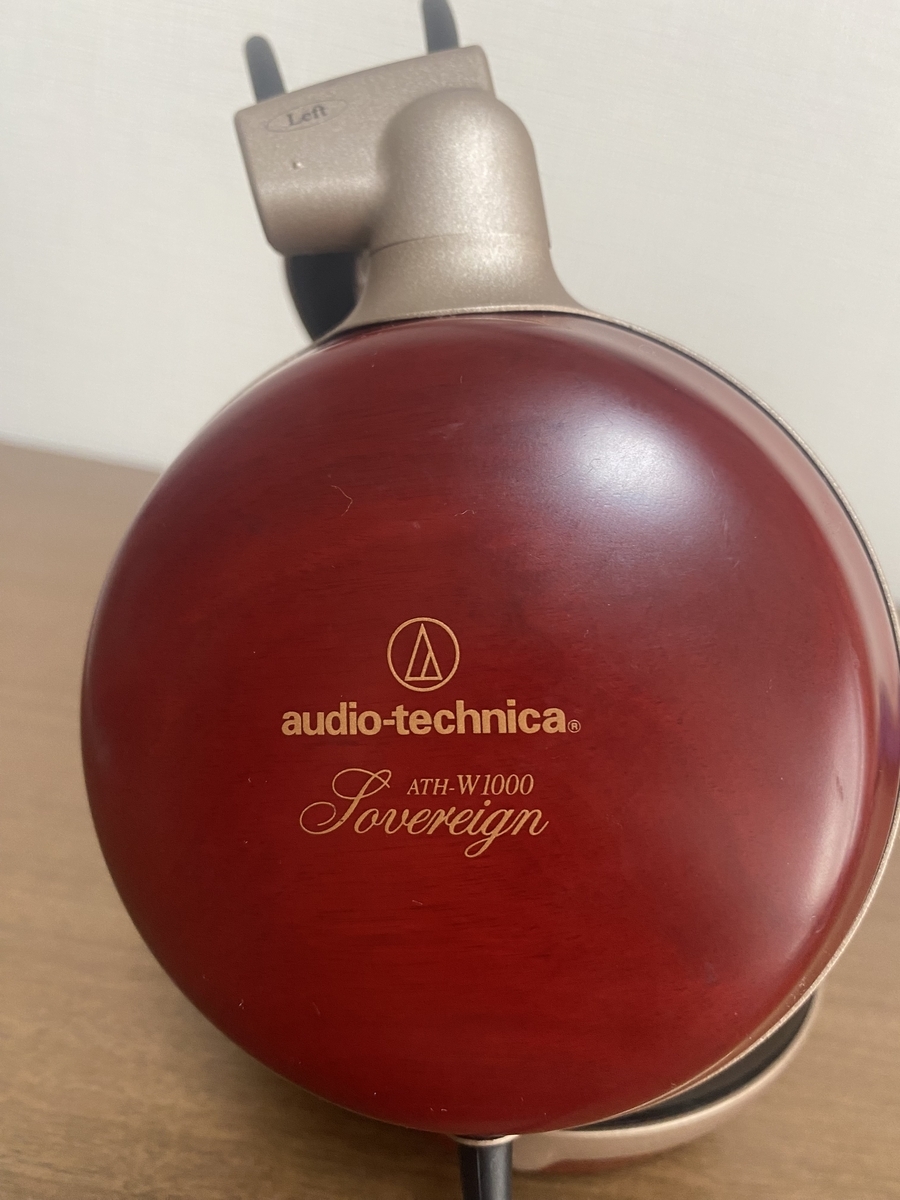 Left
audio-technica®
ATH-W1000
Sovereign